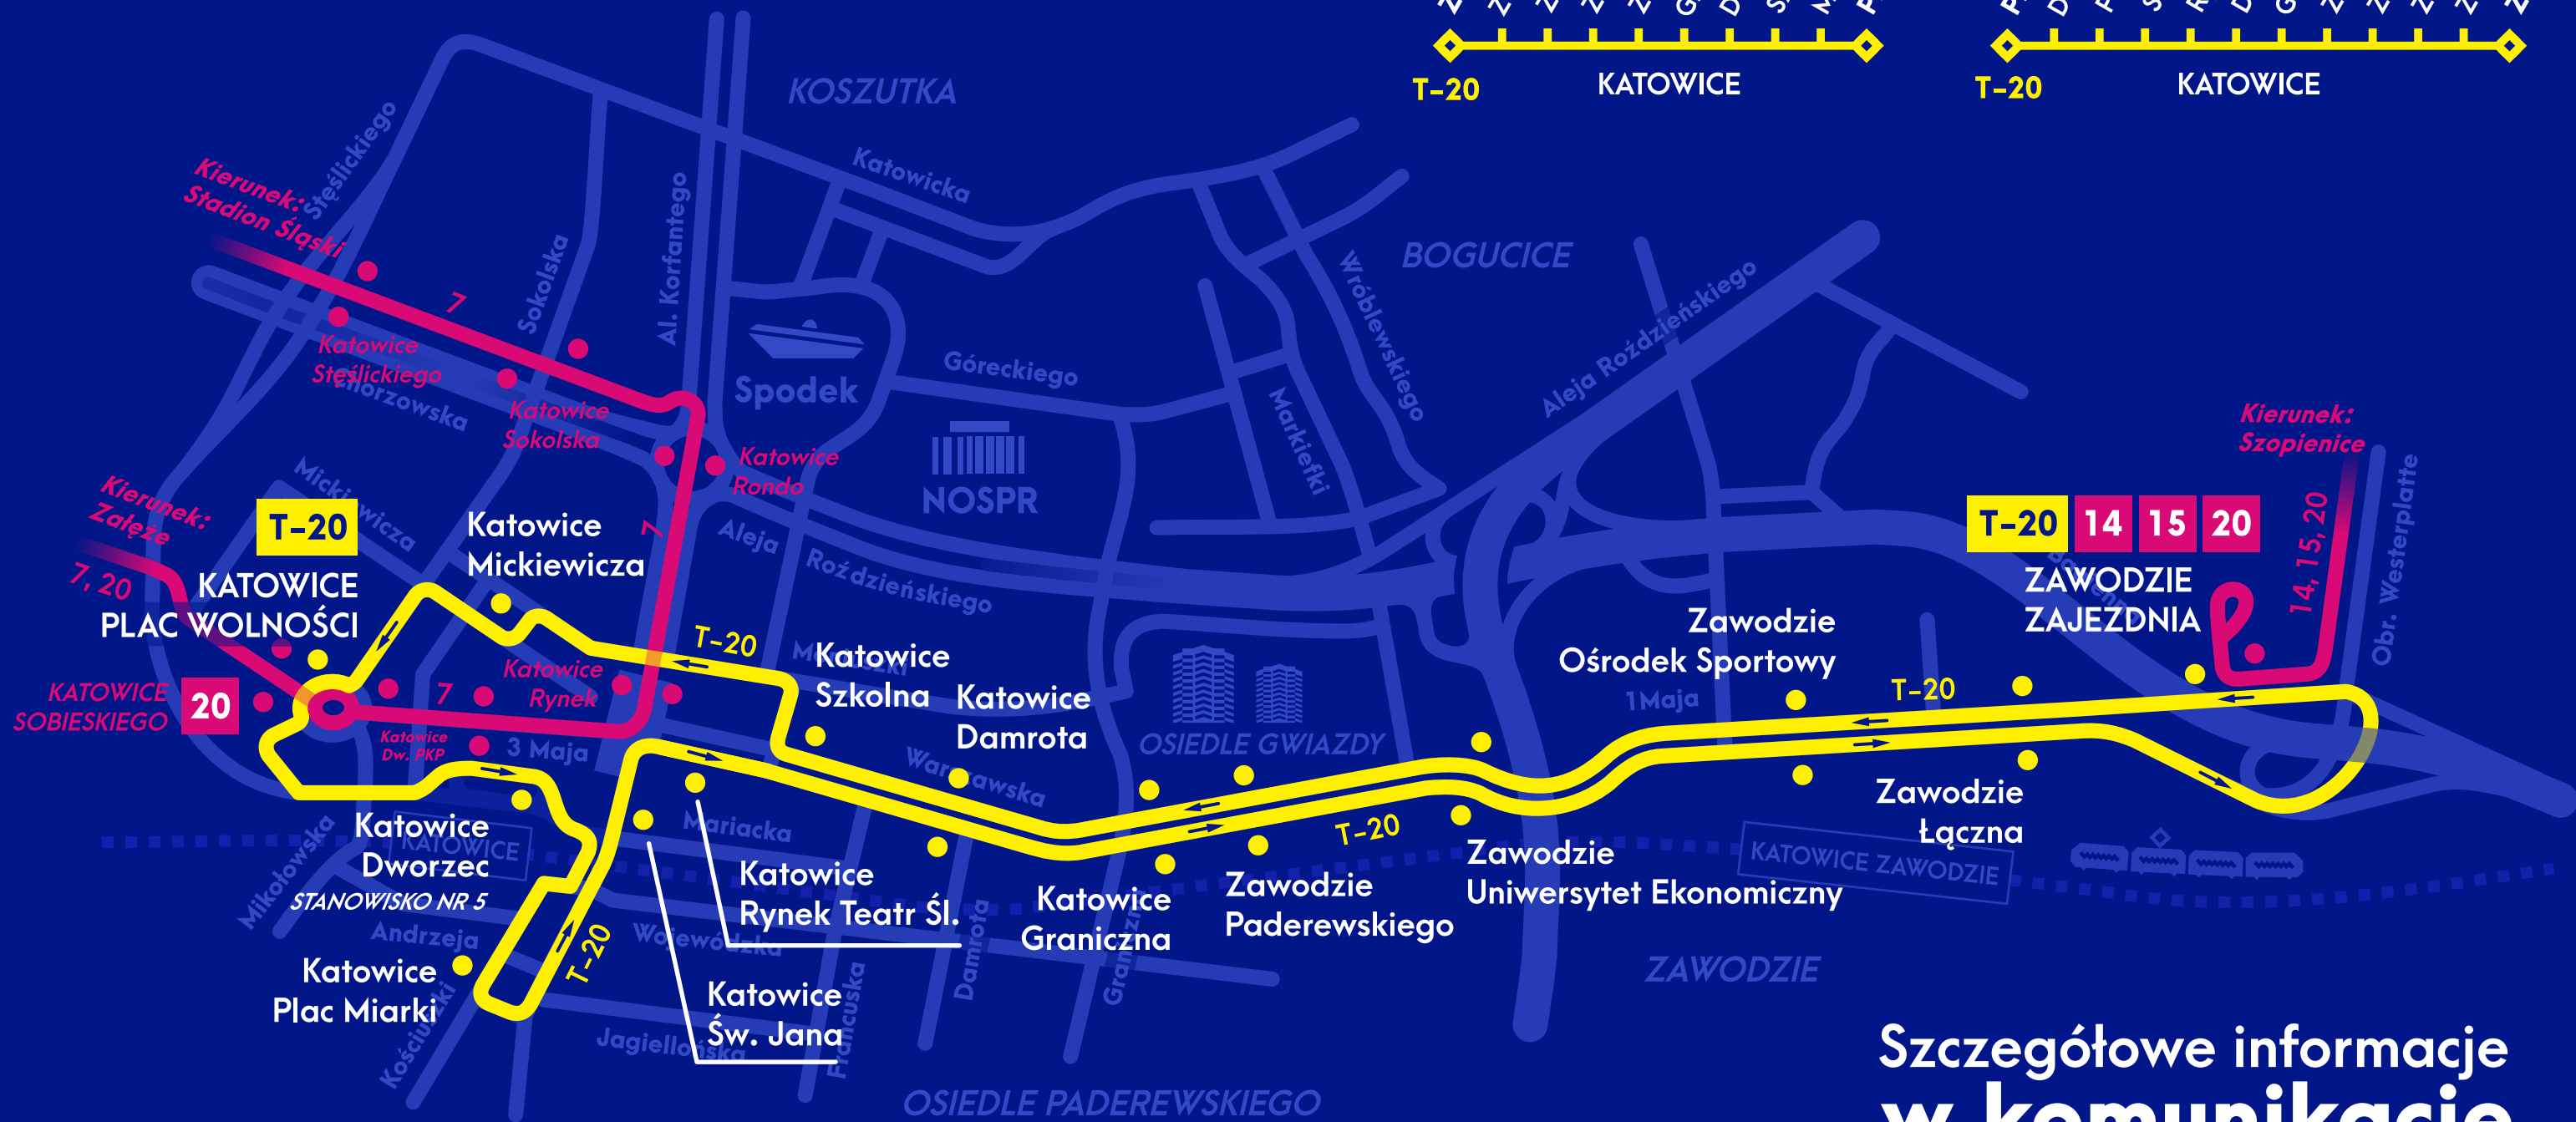 T-20
KATOWICE
T-20
KATOWICE
KOSZUTKA
Stęślickiego
Katowicka
Kierunek:
Stadion Śląski
Sokolska
Al. Korfantego
BOGUCICE
Wróblewskiego
Aleja Roździeńskiego
7
Katowice
Stęślickiego
Chorzowska
Katowice
Sokolska
Spodek
Góreckiego
Markiefki
NOSPR
Katowice
Rondo
Kierunek:
Szopienice
Obr. Westerplatte
14, 15, 20
Mickiewicza
Kierunek:
Załęże
7, 20
T-20
KATOWICE
PLAC WOLNOŚCI
Katowice
Mickiewicza
7
Aleja Roździeńskiego
T-20 14 15 20
ZAWODZIE
ZAJEZDNIA
T-20
Katowice
Szkolna
Katowice
Damrota
Zawodzie
Ośrodek Sportowy
1 Maja
T-20
KATOWICE
SOBIESKIEGO
20
7
Katowice
Rynek
Katowice
Dw. PKP
3 Maja
Warszawska
OSIEDLE GWIAZDY
Mikołowska
Katowice
Dworzec
STANOWISKO NR 5
KATOWICE
Mariacka
Katowice
Rynek Teatr Śl.
T-20
Zawodzie
Łączna
Zawodzie
Uniwersytet Ekonomiczny
KATOWICE ZAWODZIE
Katowice
Graniczna
Zawodzie
Paderewskiego
Andrzeja
Wojewódzka
T-20
Damrota
Graniczna
Katowice
Plac Miarki
Kościuszki
Katowice
Św. Jana
Jagiellońska
Francuska
ZAWODZIE
OSIEDLE PADEREWSKIEGO
Szczegółowe informacje
w komunikacie